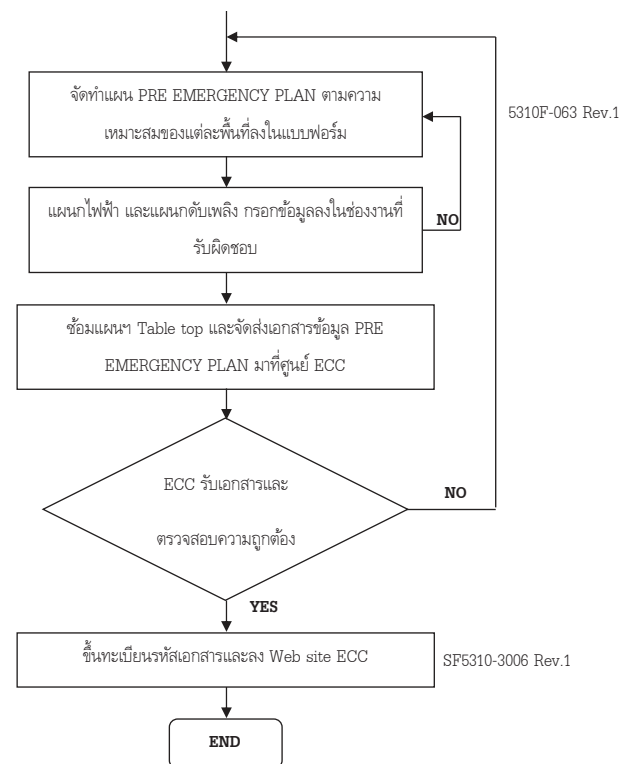 จัดทำแผน PRE EMERGENCY PLAN ตามความ
เหมาะสมของแต่ละพื้นที่ลงในแบบฟอร์ม
5310F-063 Rev.1
แผนกไฟฟ้า และแผนกดับเพลิง กรอกข้อมูลลงในช่องงานที่
รับผิดชอบ
NO
ซ้อมแผนฯ Table top และจัดส่งเอกสารข้อมูล PRE
EMERGENCY PLAN มาที่ศูนย์ ECC
ECC รับเอกสารและ
ตรวจสอบความถูกต้อง
NO
YES
ขึ้นทะเบียนรหัสเอกสารและลง Web site ECC
SF5310-3006 Rev.1
END